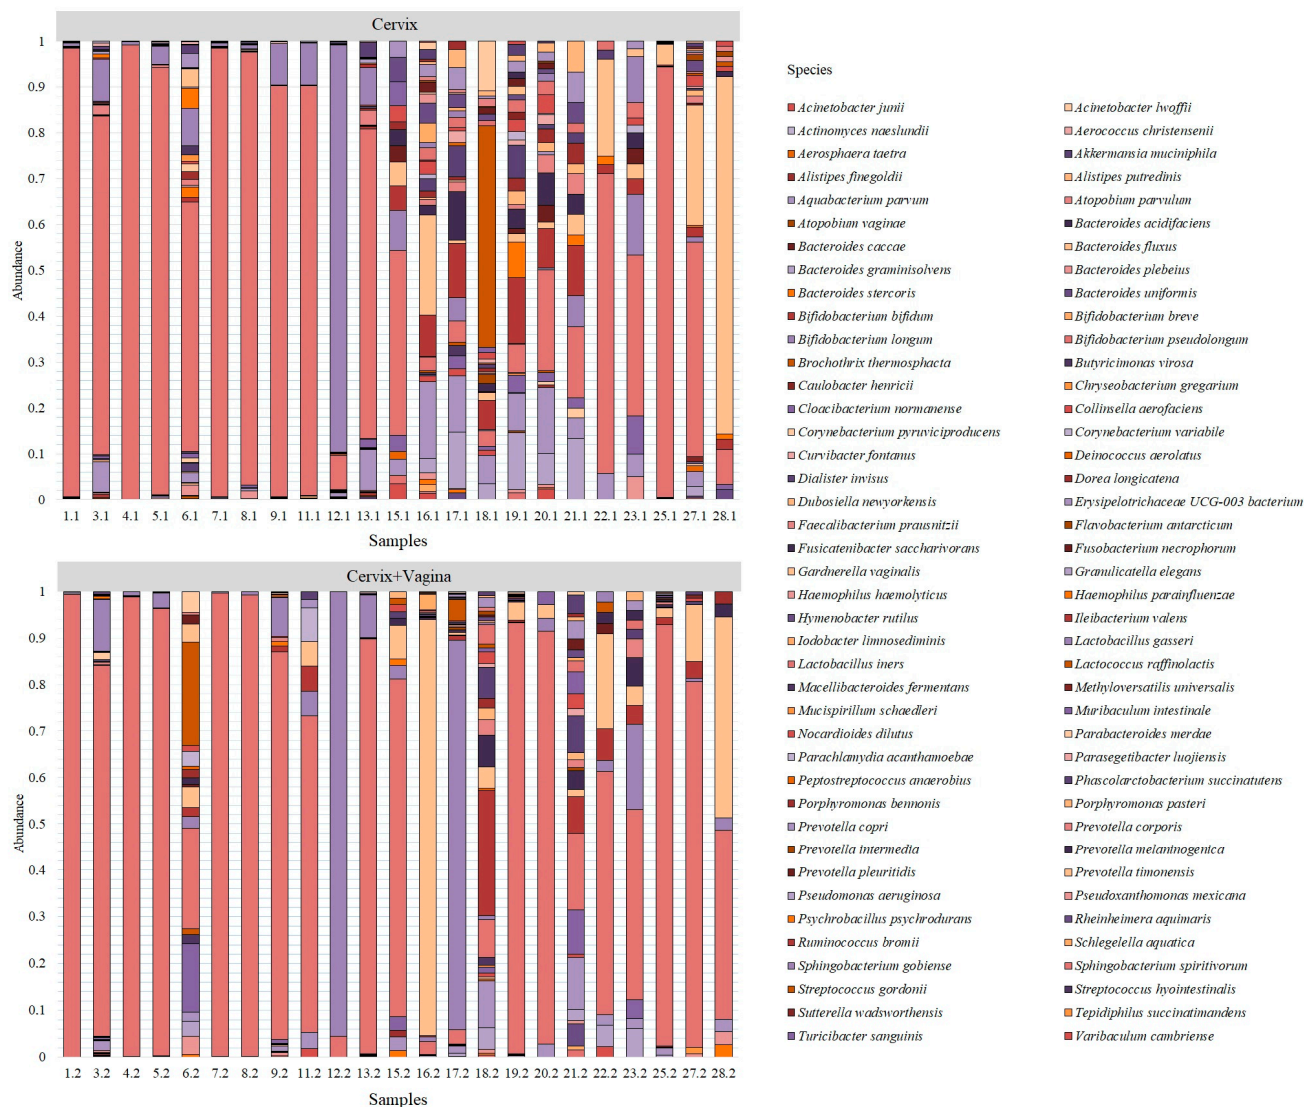 Cervix
1
0.9
0.8
0.7
0.6
0.5
0.4
0.3
0.2
0.1
0
Abundance
1.1 3.1 4.1 5.1 6.1 7.1 8.1 9.1 11.1 12.1 13.1 15.1 16.1 17.1 18.1 19.1 20.1 21.1 22.1 23.1 25.1 27.1 28.1
Samples
Cervix+Vagina
1
0.9
0.8
0.7
0.6
0.5
0.4
0.3
0.2
0.1
0
Abundance
1.2 3.2 4.2 5.2 6.2 7.2 8.2 9.2 11.2 12.2 13.2 15.2 16.2 17.2 18.2 19.2 20.2 21.2 22.2 23.2 25.2 27.2 28.2
Samples
Species
Acinetobacter junii Acinetobacter lwoffii
Actinomyces naeslundii Aerococcus christensenii
Aerosphaera taetra Akkermansia muciniphila
Alistipes finegoldii Alistipes putredinis
Aquabacterium parvum Atopobium parvulum
Atopobium vaginae Bacteroides acidifaciens
Bacteroides caccae Bacteroides fluxus
Bacteroides graminisolvens Bacteroides plebeius
Bacteroides stercoris Bacteroides uniformis
Bifidobacterium bifidum Bifidobacterium breve
Bifidobacterium longum Bifidobacterium pseudolongum
Brochothrix thermosphacta Butyricimonas virosa
Caulobacter henricii Chryseobacterium gregarium
Cloacibacterium normanense Collinsella aerofaciens
Corynebacterium pyruviciproducens Corynebacterium variabile
Curvibacter fontanus Deinococcus aerolatus
Dialister invisus Dorea longicatena
Dubosiella newyorkensis Erysipelotrichaceae UCG-003 bacterium
Faecalibacterium prausnitzii Flavobacterium antarcticum
Fusicatenibacter saccharivorans Fusobacterium necrophorum
Gardnerella vaginalis Granulicatella elegans
Haemophilus haemolyticus Haemophilus parainfluenzae
Hymenobacter rutilus Ileibacterium valens
Iodobacter limnosediminis Lactobacillus gasseri
Lactobacillus iners Lactococcus raffinolactis
Macellibacteroides fermentans Methyloversatilis universalis
Mucispirillum schaedleri Muribaculum intestinale
Nocardioides dilutus Parabacteroides merdae
Parachlamydia acanthamoebae Parasegetibacter luojiensis
Peptostreptococcus anaerobius Phascolarctobacterium succinatutens
Porphyromonas bennonis Porphyromonas pasteri
Prevotella copri Prevotella corporis
Prevotella intermedia Prevotella melaninogenica
Prevotella pleuritidis Prevotella timonensis
Pseudomonas aeruginosa Pseudoxanthomonas mexicana
Psychrobacillus psychrodurans Rheinheimera aquimaris
Ruminococcus bromii Schlegelella aquatica
Sphingobacterium gobiense Sphingobacterium spiritivorum
Streptococcus gordonii Streptococcus hyointestinalis
Sutterella wadsworthensis Tepidiphilus succinatimandens
Turicibacter sanguinis Varibaculum cambriense